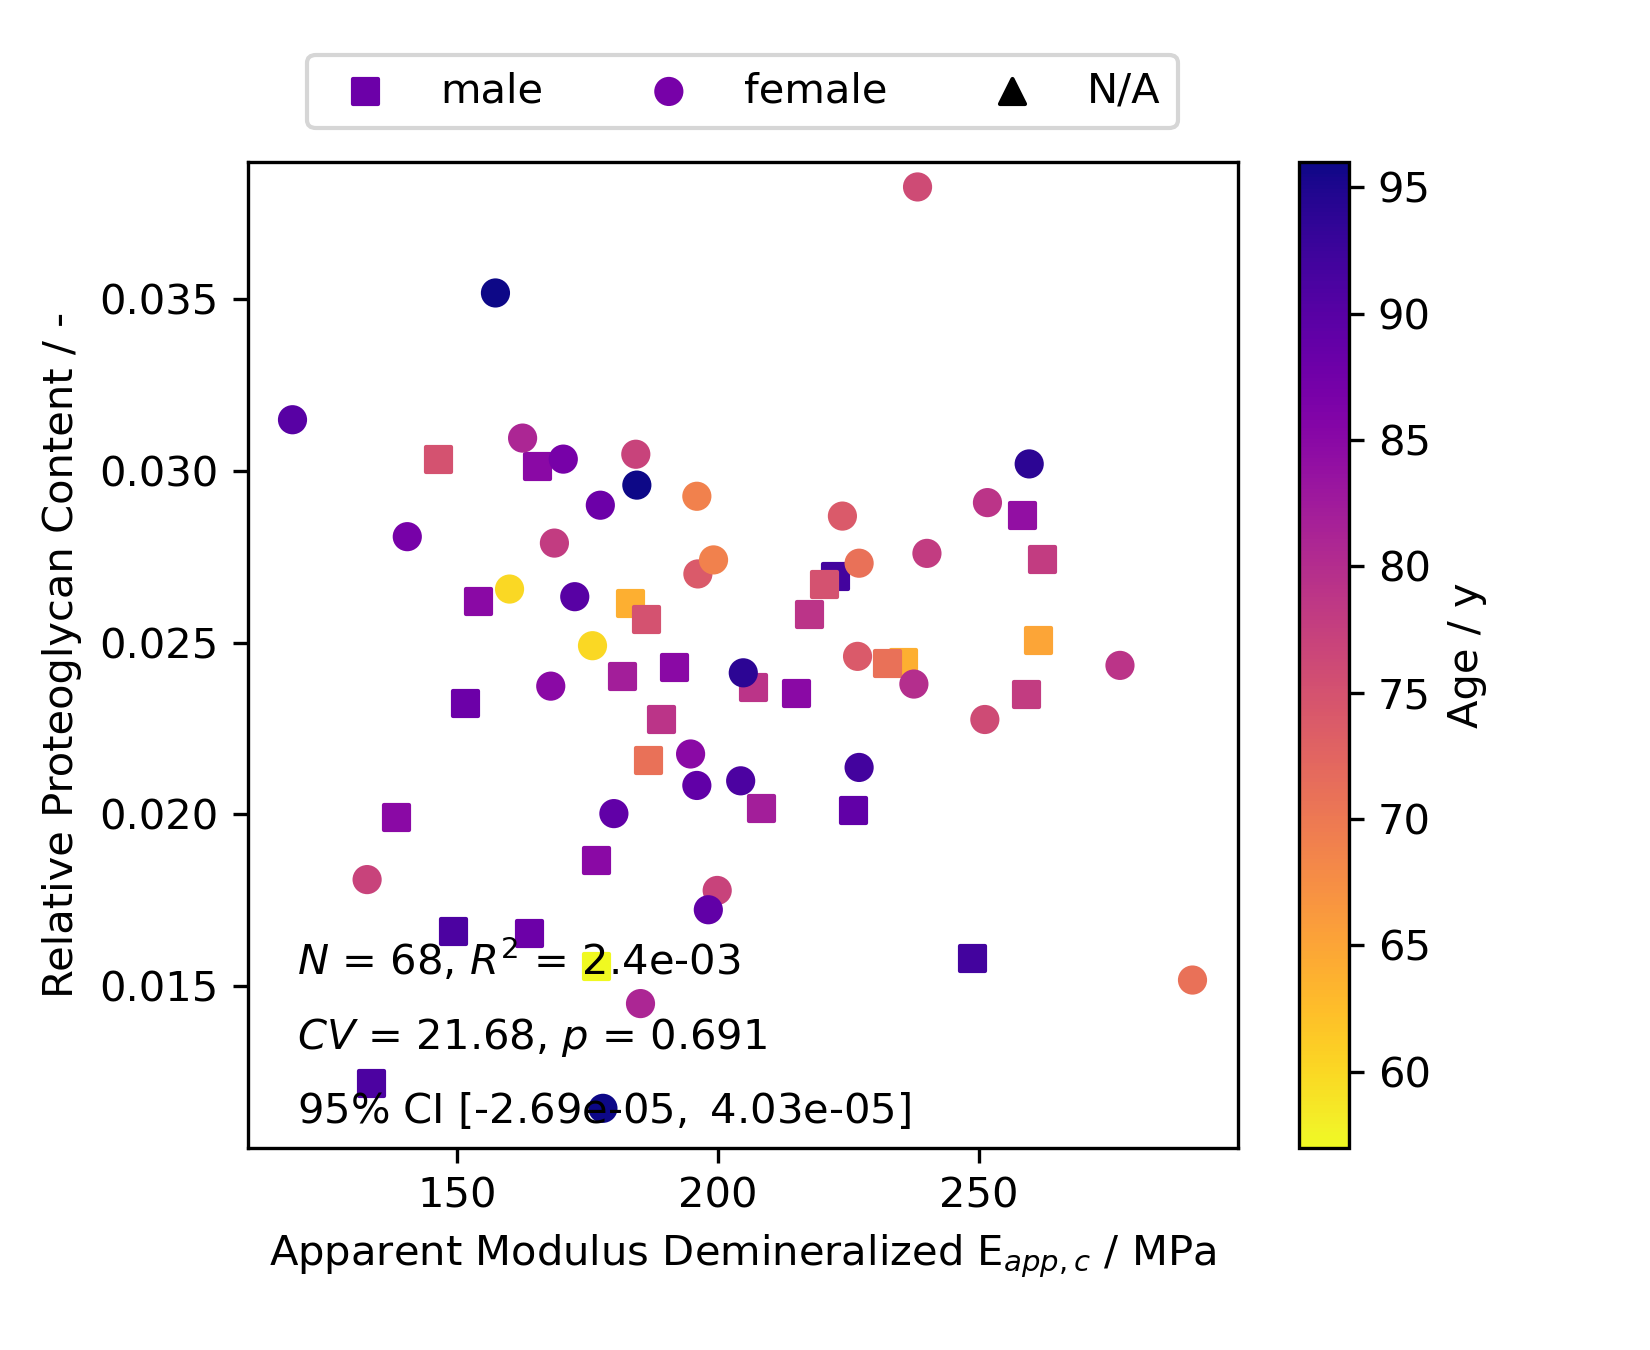 male female N/A
0.035
0.030
0.025
0.020
0.015
Relative Proteoglycan Content / -
N = 68, R² = 2.4e-03
CV = 21.68, p = 0.691
95% CI [-2.69e-05, 4.03e-05]
150 200 250
Apparent Modulus Demineralized E_app,c / MPa
95
90
85
80
75
70
65
60
Age / y